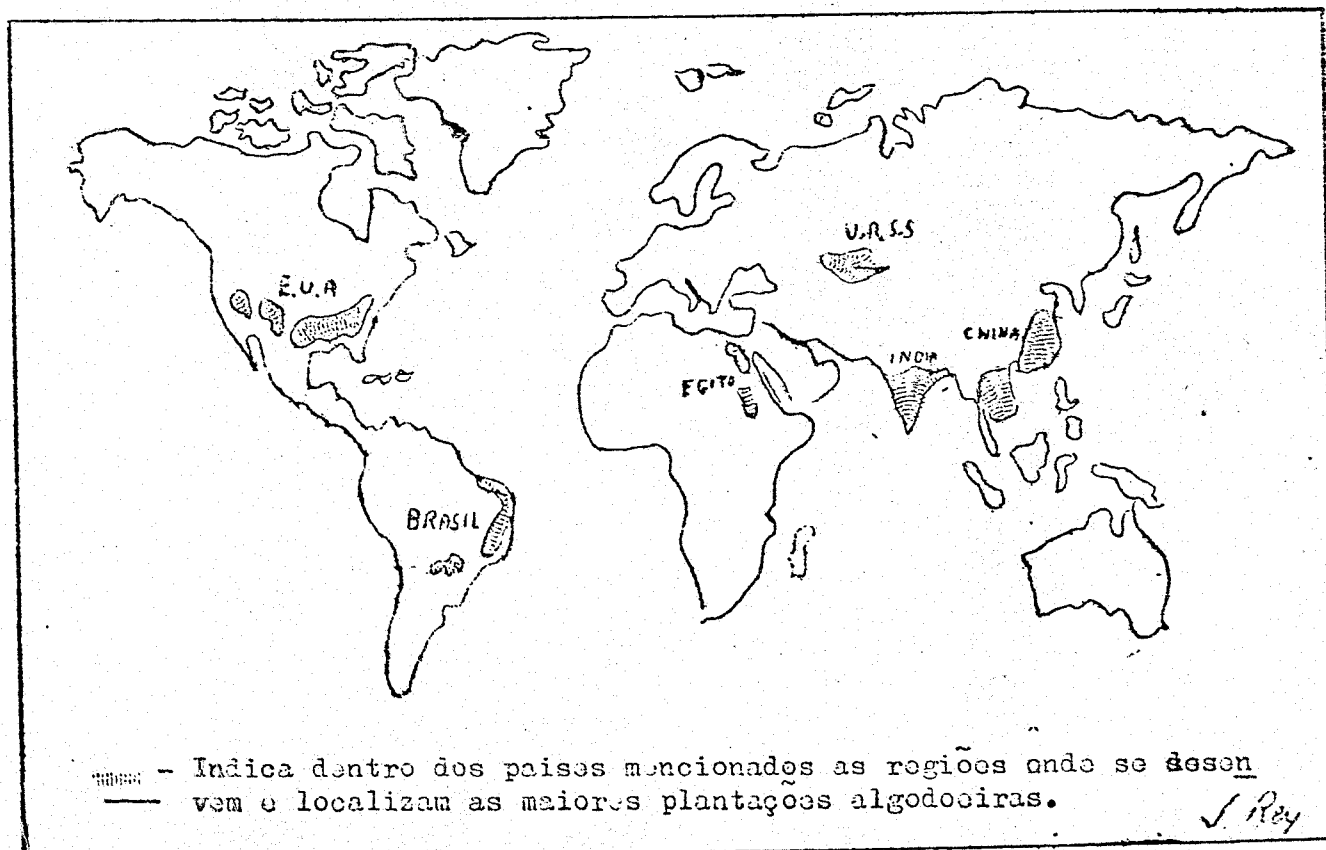 U.R.S.S
E.U.A
CHINA
INDIA
EGITO
BRASIL
- Indica dentro dos paises mencionados as regiões onde se desen
vem e localizam as maiores plantações algodoeiras.
J. Rey